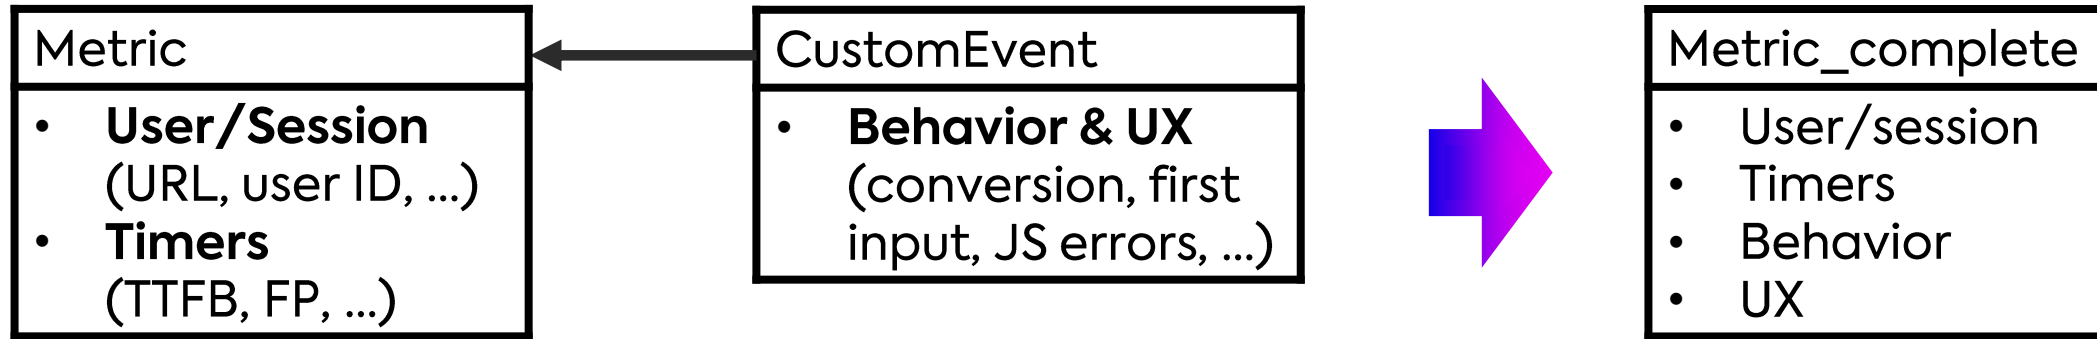 Metric
• User/Session
(URL, user ID, ...)
• Timers
(TTFB, FP, ...)
CustomEvent
• Behavior & UX
(conversion, first
input, JS errors, ...)
Metric_complete
• User/session
• Timers
• Behavior
• UX